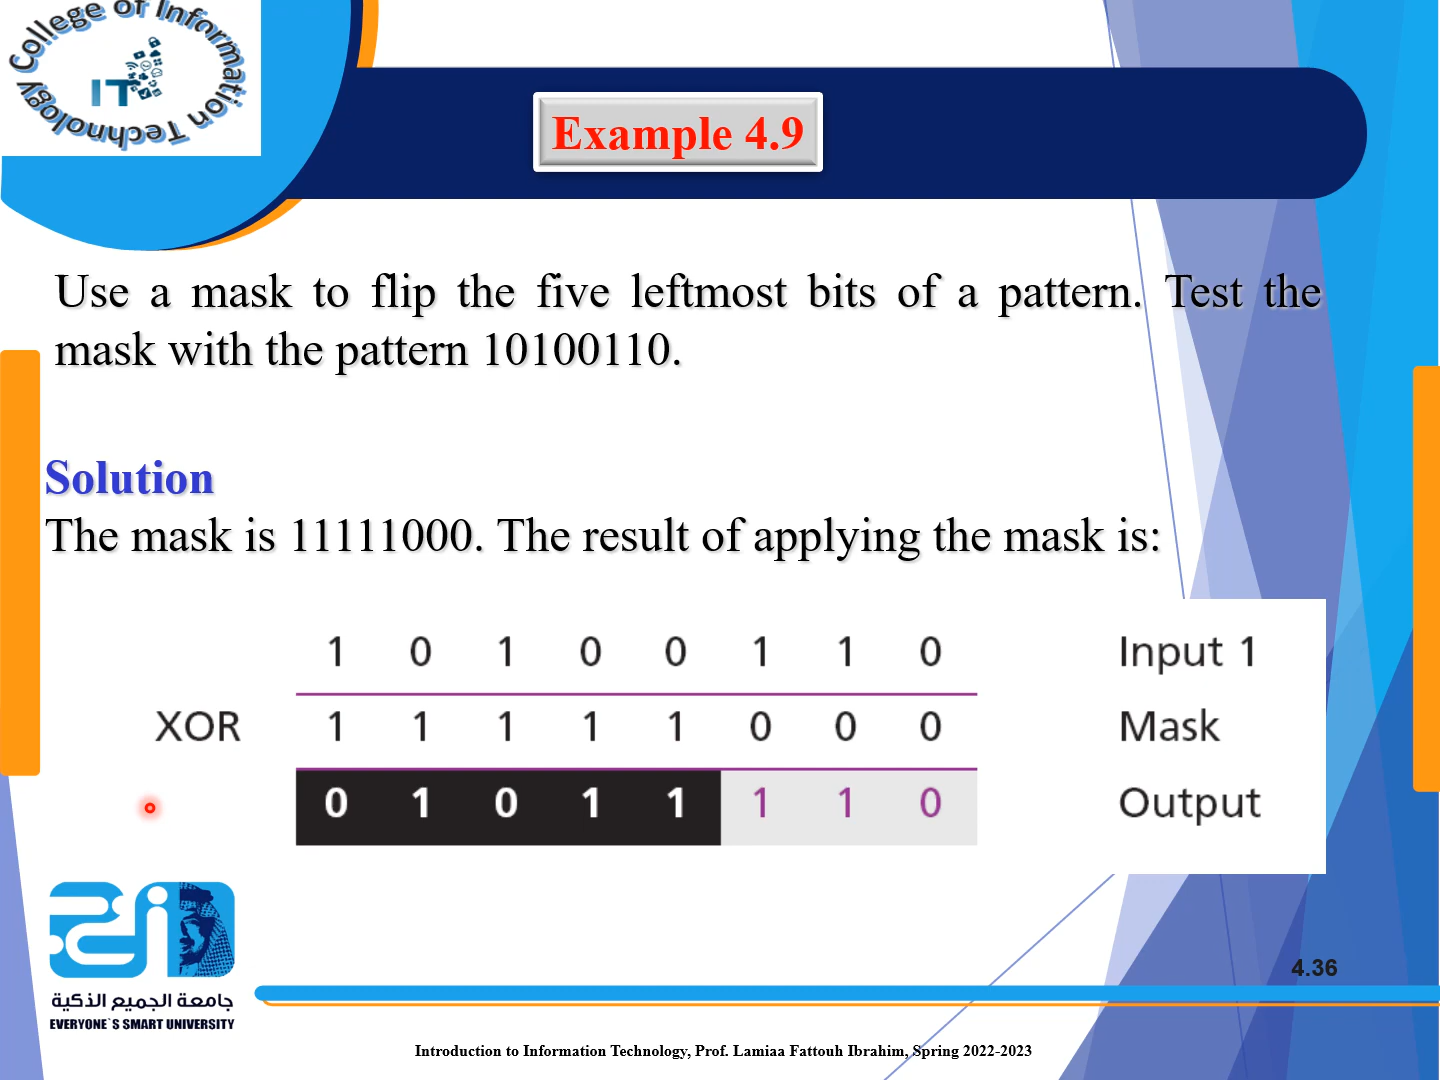 College of Information Technology
IT
Example 4.9
Use a mask to flip the five leftmost bits of a pattern. Test the
mask with the pattern 10100110.
Solution
The mask is 11111000. The result of applying the mask is:
1 0 1 0 0 1 1 0 Input 1
XOR 1 1 1 1 1 0 0 0 Mask
0 1 0 1 1 1 1 0 Output
4.36
جامعة الجميع الذكية
EVERYONE`S SMART UNIVERSITY
Introduction to Information Technology, Prof. Lamiaa Fattouh Ibrahim, Spring 2022-2023